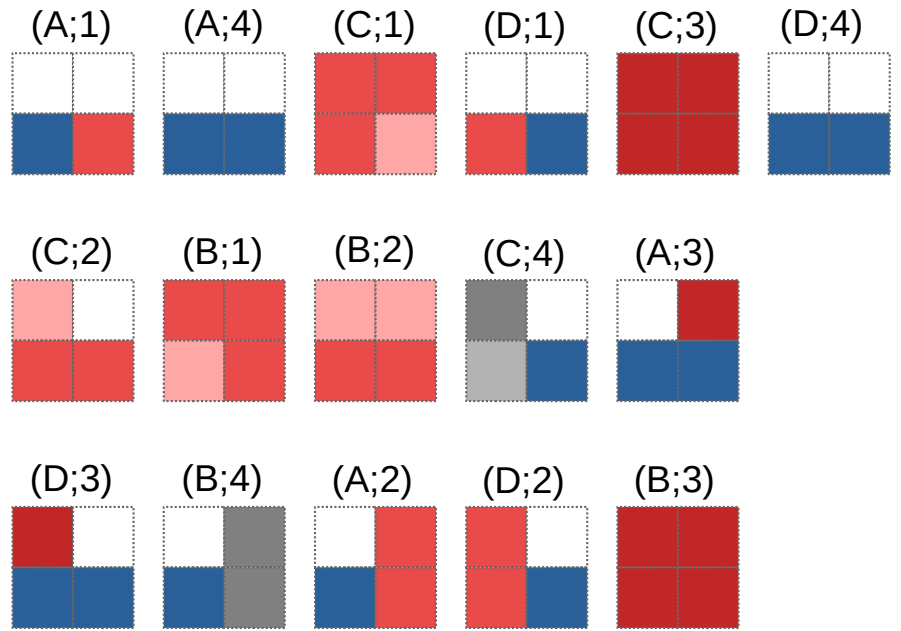 (A;1) (A;4) (C;1) (D;1) (C;3) (D;4)
(C;2) (B;1) (B;2) (C;4) (A;3)
(D;3) (B;4) (A;2) (D;2) (B;3)